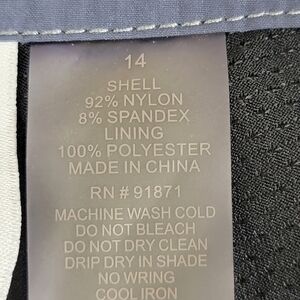 14
SHELL
92% NYLON
8% SPANDEX
LINING
100% POLYESTER
MADE IN CHINA
RN # 91871
MACHINE WASH COLD
DO NOT BLEACH
DO NOT DRY CLEAN
DRIP DRY IN SHADE
NO WRING
COOL IRON